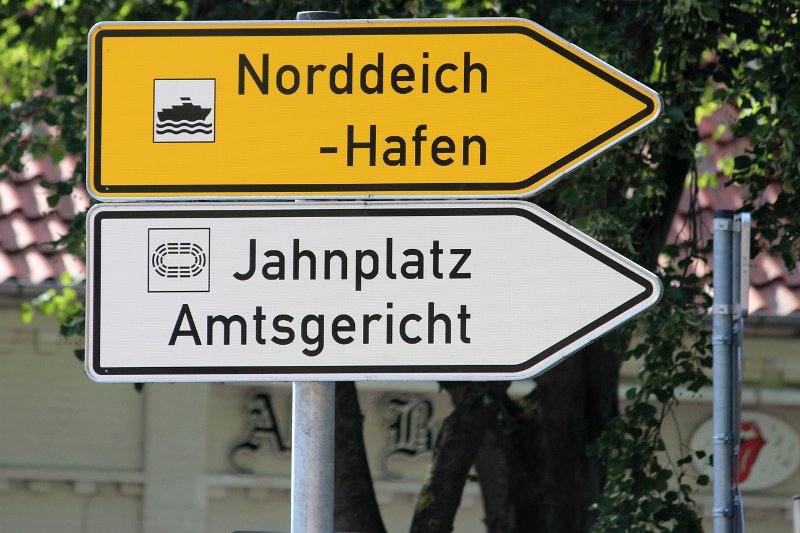 Norddeich
-Hafen
Jahnplatz
Amtsgericht
A B